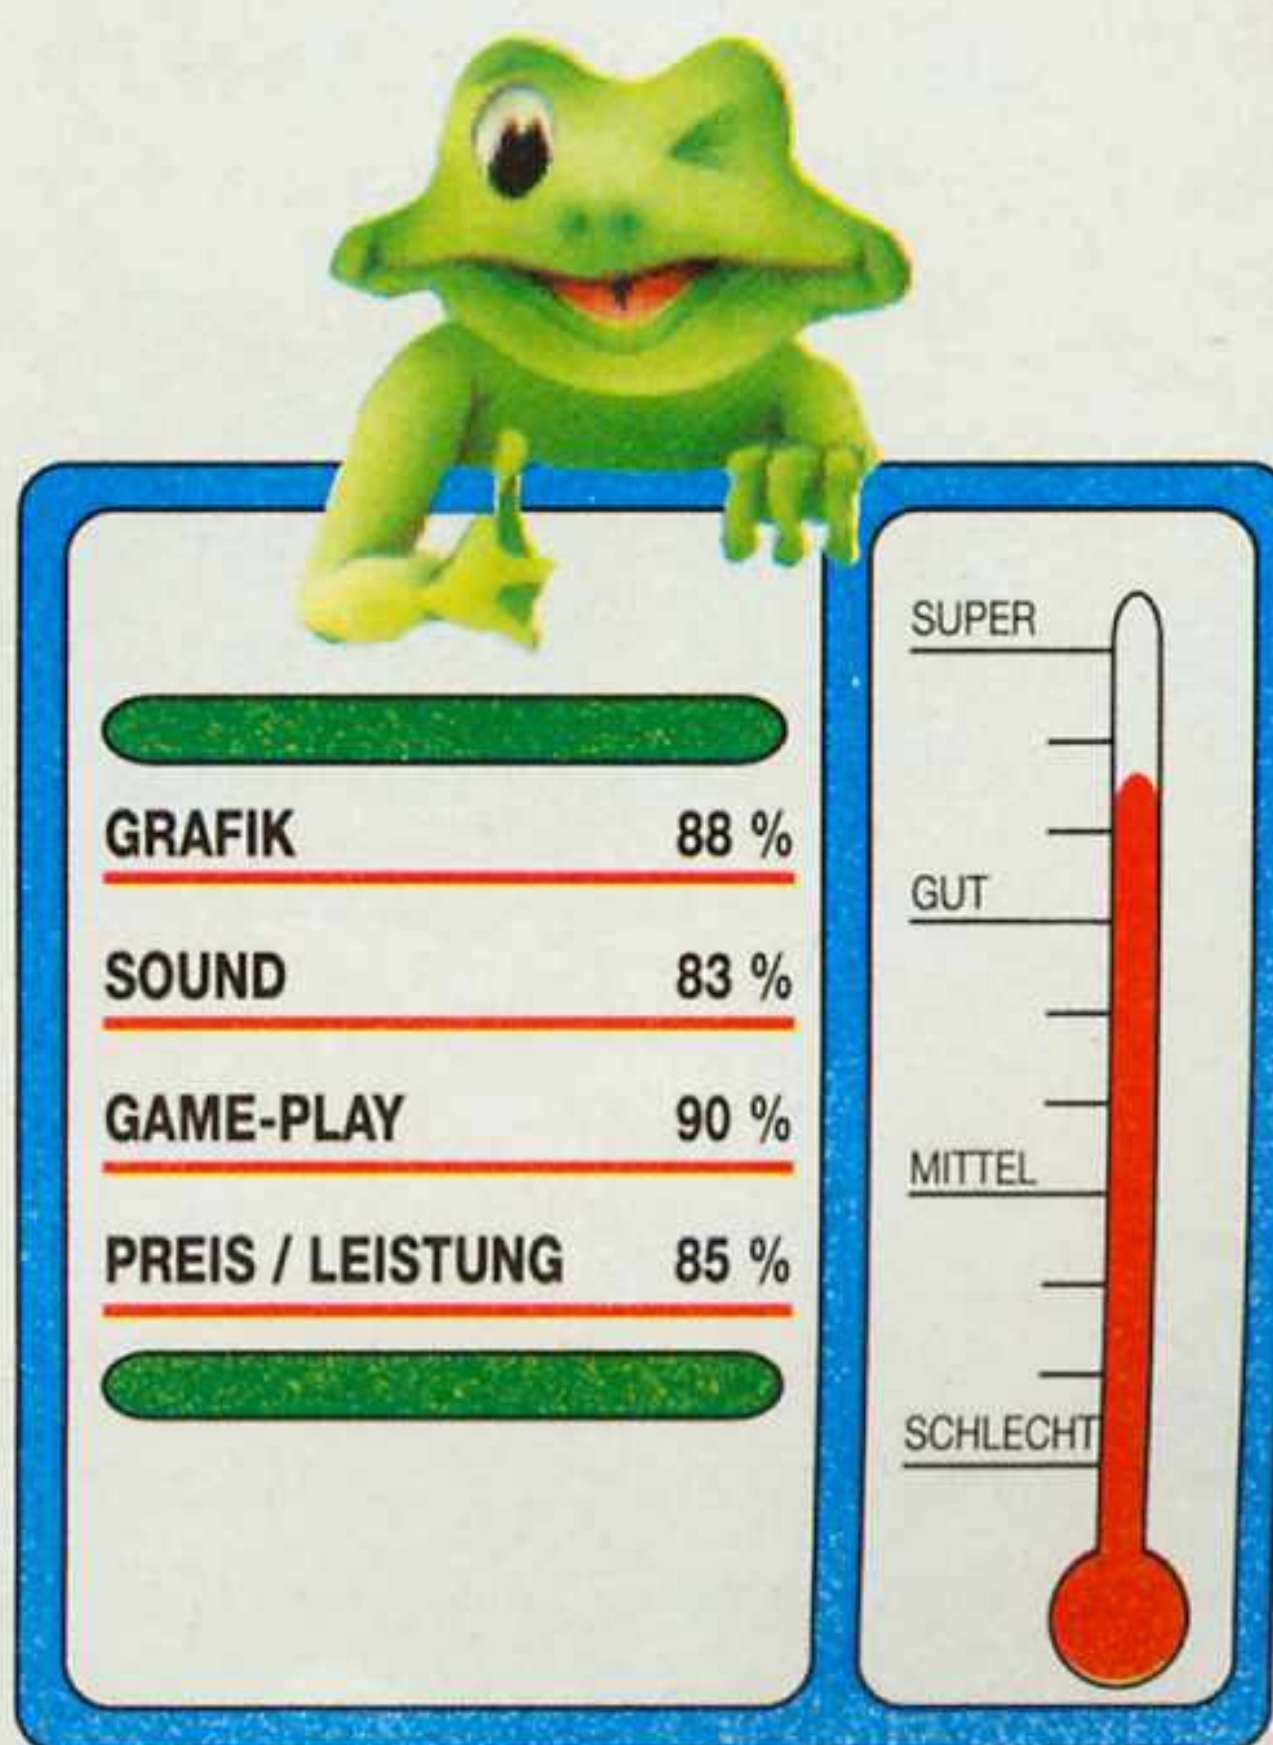 GRAFIK 88 %
SOUND 83 %
GAME-PLAY 90 %
PREIS / LEISTUNG 85 %
SUPER
GUT
MITTEL
SCHLECHT